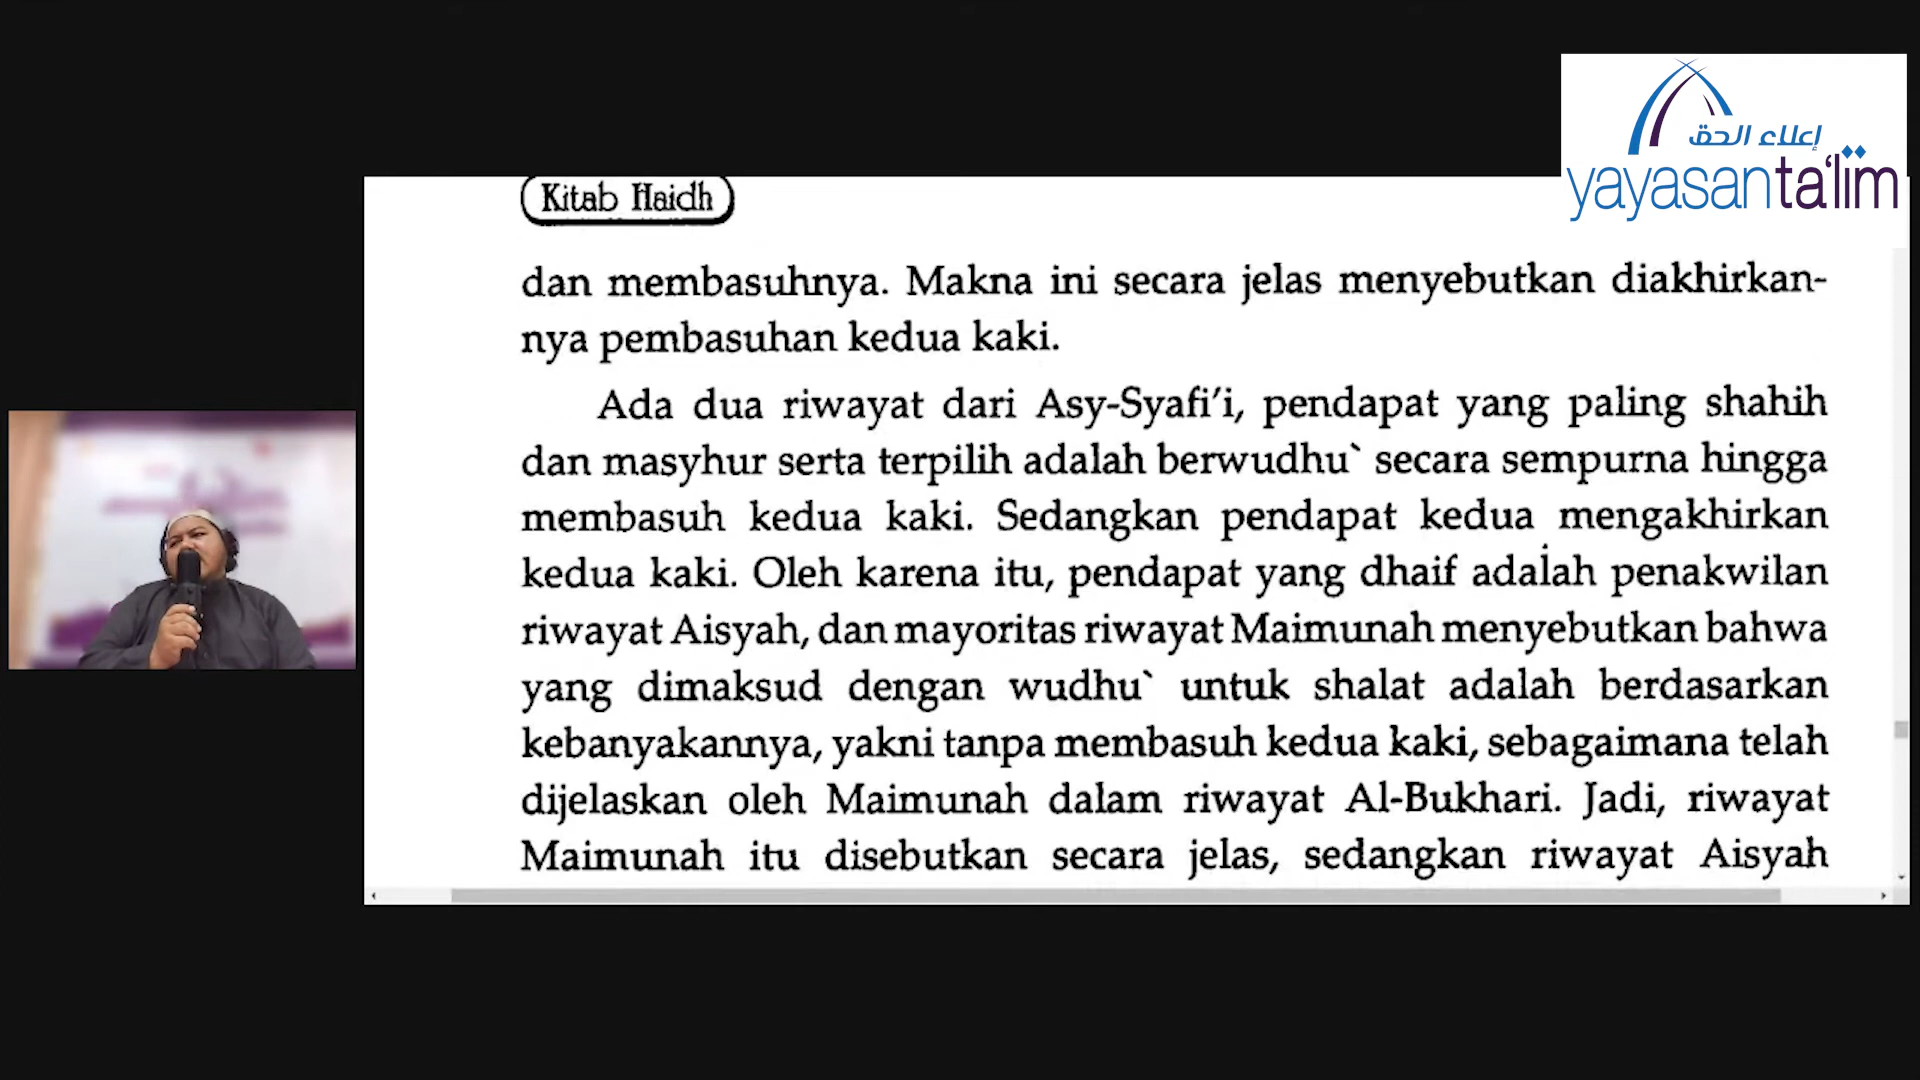 إعلاء الحق
yayasanta'lim
Kitab Haidh
dan membasuhnya. Makna ini secara jelas menyebutkan diakhirkan-
nya pembasuhan kedua kaki.
Ada dua riwayat dari Asy-Syafi'i, pendapat yang paling shahih
dan masyhur serta terpilih adalah berwudhu` secara sempurna hingga
membasuh kedua kaki. Sedangkan pendapat kedua mengakhirkan
kedua kaki. Oleh karena itu, pendapat yang dhaif adalah penakwilan
riwayat Aisyah, dan mayoritas riwayat Maimunah menyebutkan bahwa
yang dimaksud dengan wudhu` untuk shalat adalah berdasarkan
kebanyakannya, yakni tanpa membasuh kedua kaki, sebagaimana telah
dijelaskan oleh Maimunah dalam riwayat Al-Bukhari. Jadi, riwayat
Maimunah itu disebutkan secara jelas, sedangkan riwayat Aisyah